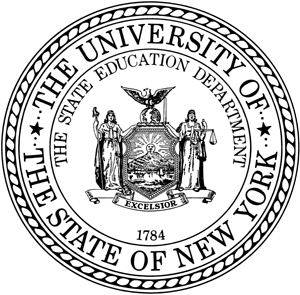 THE UNIVERSITY OF
THE STATE OF NEW YORK
THE STATE EDUCATION DEPARTMENT
EXCELSIOR
1784